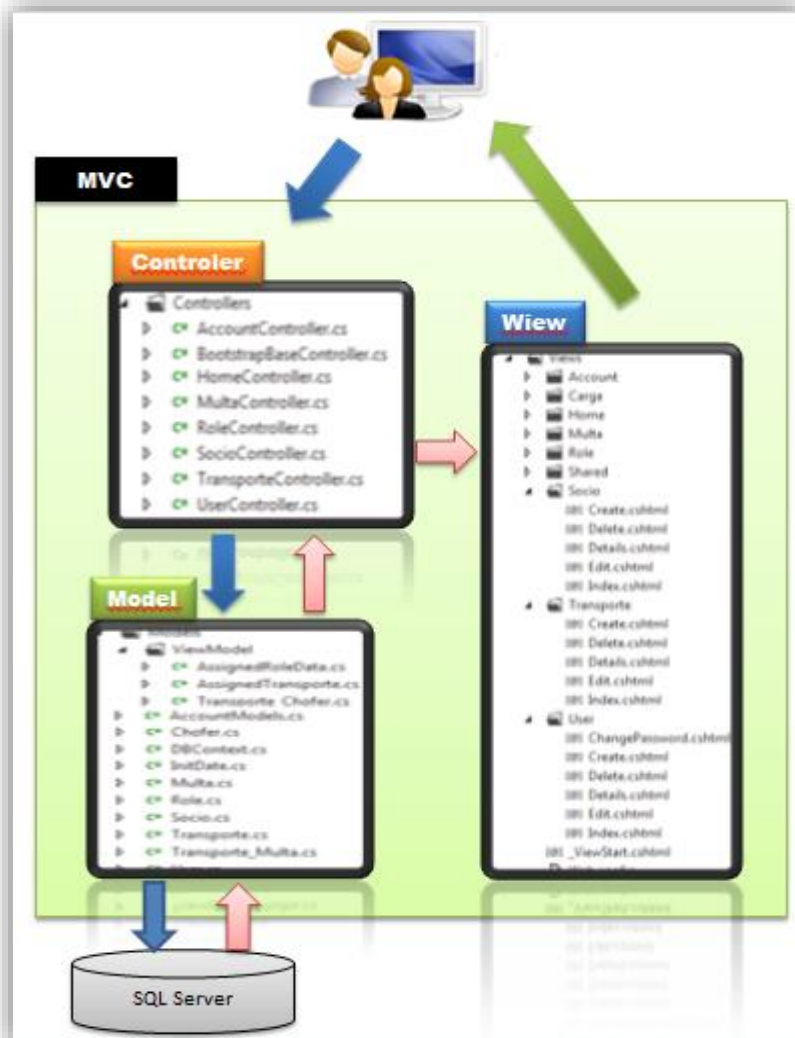 MVC
Controler
Controllers
AccountController.cs
BootstrapBaseController.cs
HomeController.cs
MultaController.cs
RoleController.cs
SocioController.cs
TransporteController.cs
UserController.cs
Wiew
Views
Account
Carga
Home
Multa
Role
Shared
Socio
Create.cshtml
Delete.cshtml
Details.cshtml
Edit.cshtml
Index.cshtml
Transporte
Create.cshtml
Delete.cshtml
Details.cshtml
Edit.cshtml
Index.cshtml
User
ChangePassword.cshtml
Create.cshtml
Delete.cshtml
Details.cshtml
Edit.cshtml
Index.cshtml
_ViewStart.cshtml
Model
Models
ViewModel
AssignedRoleData.cs
AssignedTransporte.cs
Transporte_Chofer.cs
AccountModels.cs
Chofer.cs
DBContext.cs
InitDate.cs
Multa.cs
Role.cs
Socio.cs
Transporte.cs
Transporte_Multa.cs
SQL Server